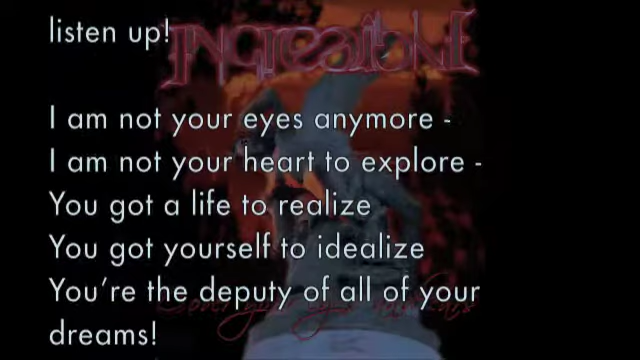 listen up!
I am not your eyes anymore -
I am not your heart to explore -
You got a life to realize
You got yourself to idealize
You're the deputy of all of your
dreams!